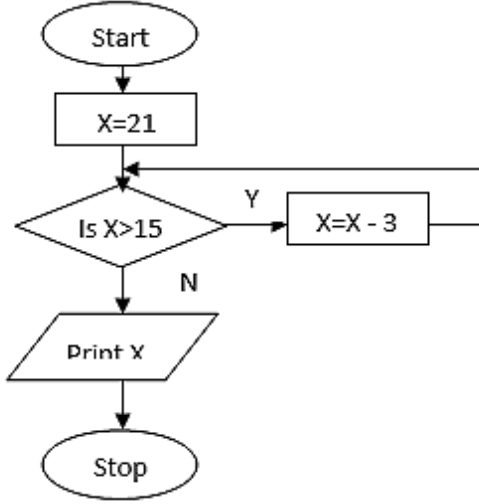 Start
X=21
Is X>15
Y
X=X - 3
N
Print X
Stop